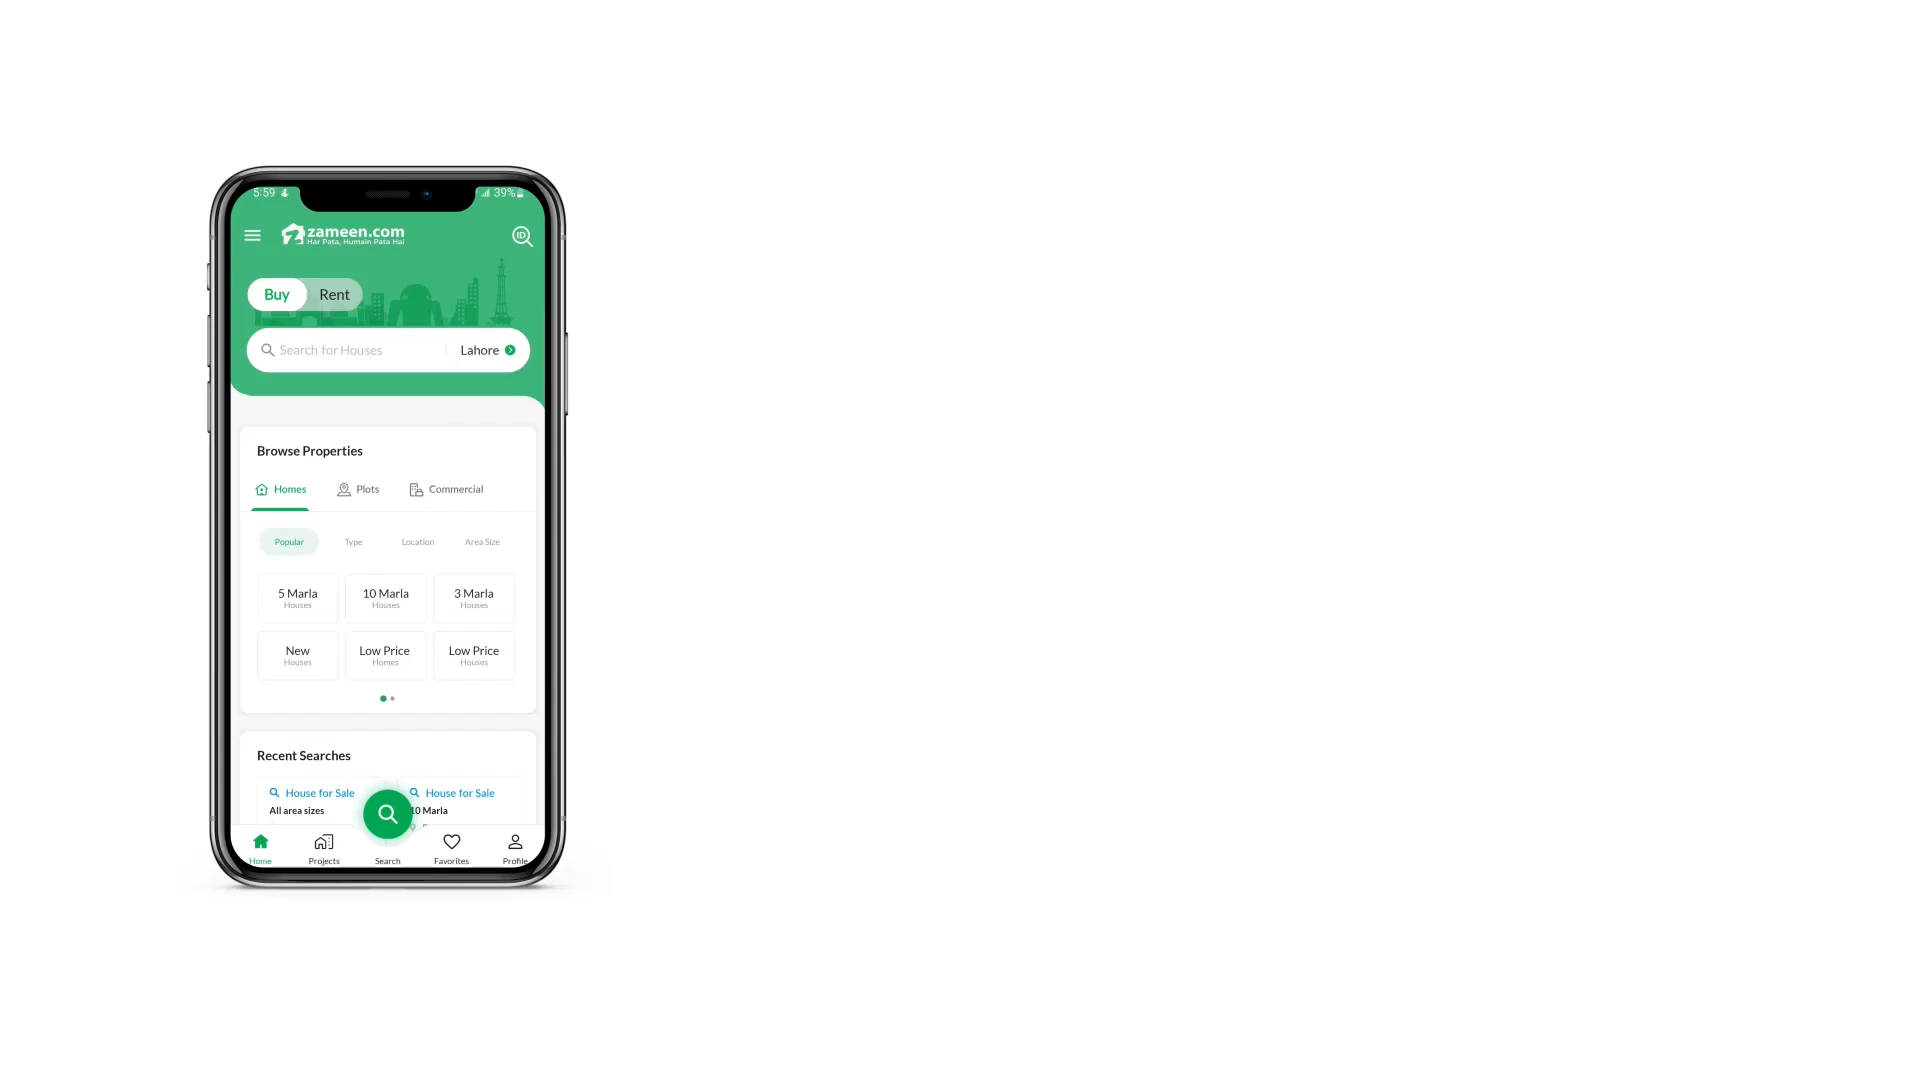 5:59
39%
zameen.com
Har Pata, Humain Pata Hai
ID
Buy Rent
Search for Houses Lahore
Browse Properties
Homes Plots Commercial
Popular Type Location Area Size
5 Marla 10 Marla 3 Marla
Houses Houses Houses
New Low Price Low Price
Houses Homes Houses
Recent Searches
House for Sale House for Sale
All area sizes 10 Marla
Home Projects Search Favorites Profile